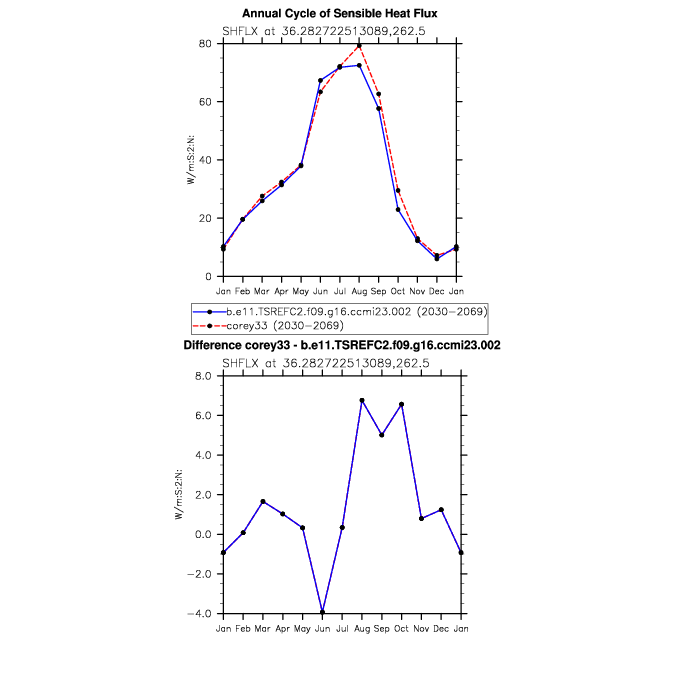 Annual Cycle of Sensible Heat Flux
SHFLX at 36.282722513089,262.5
80
60
40
20
0
W/m:S:2:N:
Jan Feb Mar Apr May Jun Jul Aug Sep Oct Nov Dec Jan
b.e11.TSREFC2.f09.g16.ccmi23.002 (2030-2069)
corey33 (2030-2069)
Difference corey33 - b.e11.TSREFC2.f09.g16.ccmi23.002
SHFLX at 36.282722513089,262.5
8.0
6.0
4.0
2.0
0.0
-2.0
-4.0
W/m:S:2:N:
Jan Feb Mar Apr May Jun Jul Aug Sep Oct Nov Dec Jan